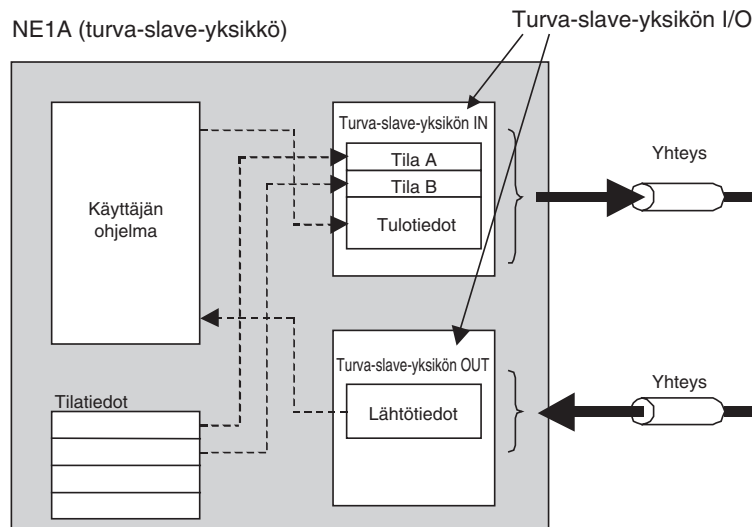 NE1A (turva-slave-yksikkö)
Turva-slave-yksikön I/O
Turva-slave-yksikön IN
Tila A
Tila B
Tulotiedot
Käyttäjän
ohjelma
Yhteys
Turva-slave-yksikön OUT
Lähtötiedot
Yhteys
Tilatiedot